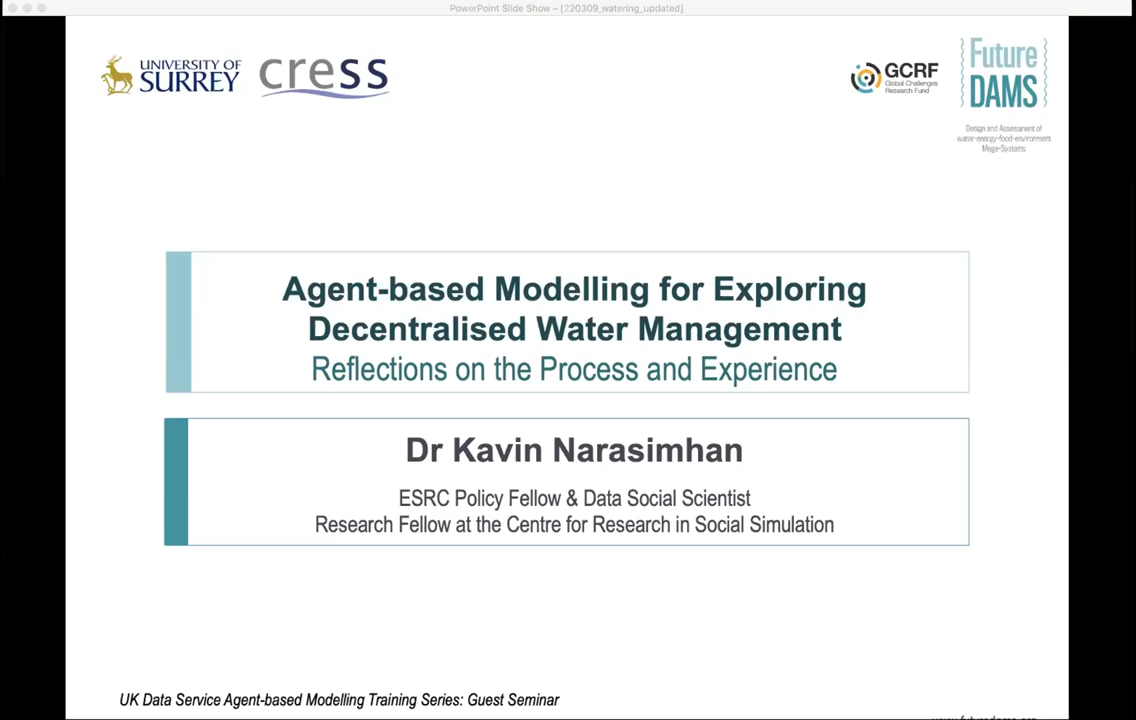 PowerPoint Slide Show – [220309_watering_updated]
UNIVERSITY OF
SURREY
cress
GCRF
Global Challenges
Research Fund
Future
DAMS
Design and Assessment of
water-energy-food-environment
Mega-Systems
Agent-based Modelling for Exploring
Decentralised Water Management
Reflections on the Process and Experience
Dr Kavin Narasimhan
ESRC Policy Fellow & Data Social Scientist
Research Fellow at the Centre for Research in Social Simulation
UK Data Service Agent-based Modelling Training Series: Guest Seminar